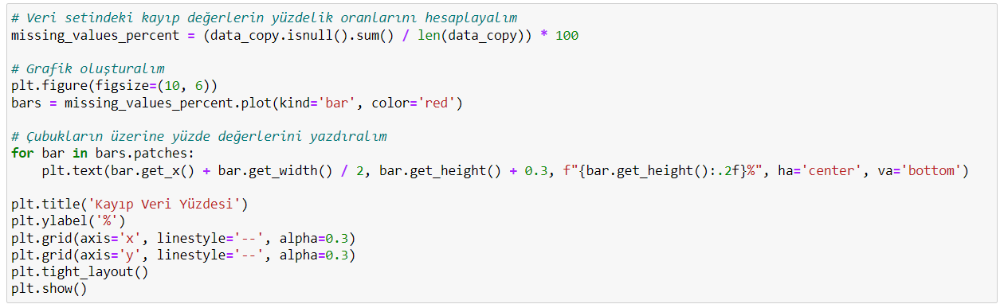 # Veri setindeki kayıp değerlerin yüzdelik oranlarını hesaplayalım
missing_values_percent = (data_copy.isnull().sum() / len(data_copy)) * 100
# Grafik oluşturalım
plt.figure(figsize=(10, 6))
bars = missing_values_percent.plot(kind='bar', color='red')
# Çubukların üzerine yüzde değerlerini yazdıralım
for bar in bars.patches:
    plt.text(bar.get_x() + bar.get_width() / 2, bar.get_height() + 0.3, f"{bar.get_height():.2f}%", ha='center', va='bottom')
plt.title('Kayıp Veri Yüzdesi')
plt.ylabel('%')
plt.grid(axis='x', linestyle='--', alpha=0.3)
plt.grid(axis='y', linestyle='--', alpha=0.3)
plt.tight_layout()
plt.show()